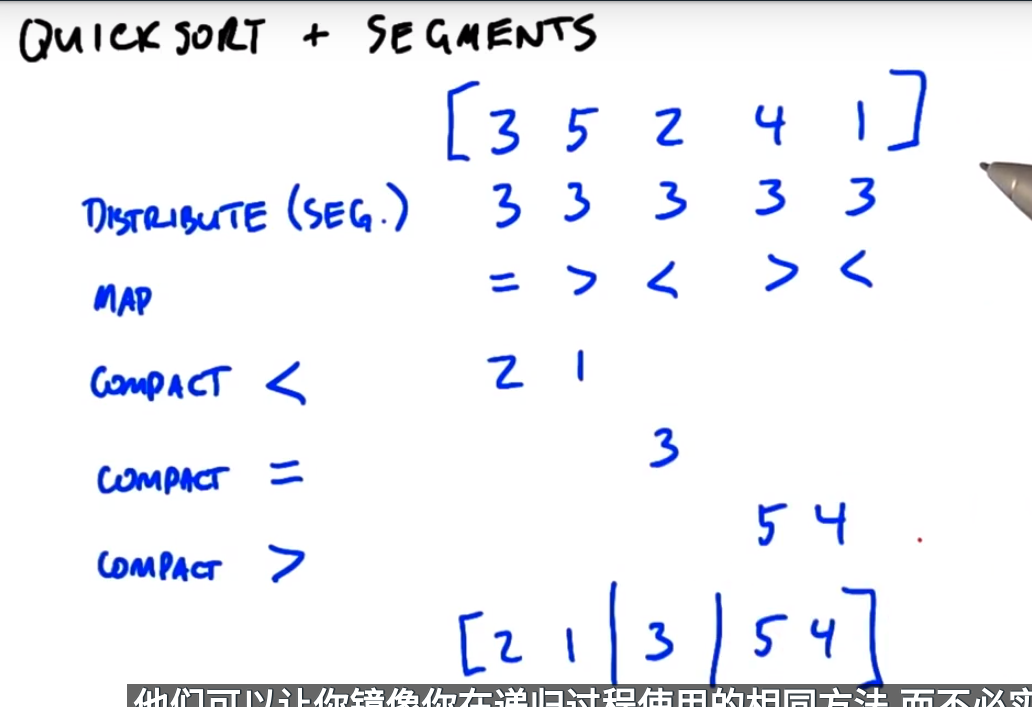 QUICKSORT + SEGMENTS
[3 5 2 4 1]
DISTRIBUTE (SEG.) 3 3 3 3 3
MAP = > < > <
COMPACT < 2 1
COMPACT = 3
COMPACT > 5 4
[2 1 | 3 | 5 4]
他们可以让你镜像你在递归过程使用的相同方法 而不必实